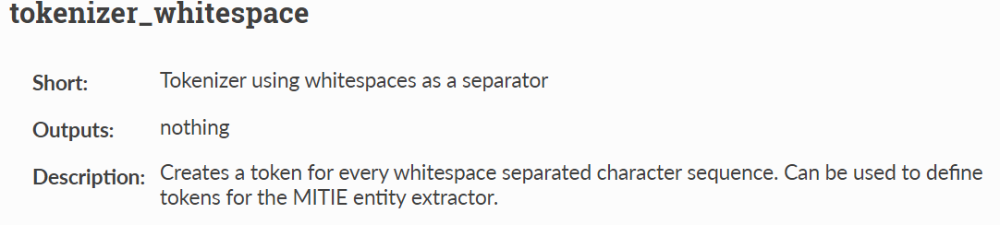 tokenizer_whitespace
Short: Tokenizer using whitespaces as a separator
Outputs: nothing
Description: Creates a token for every whitespace separated character sequence. Can be used to define
tokens for the MITIE entity extractor.